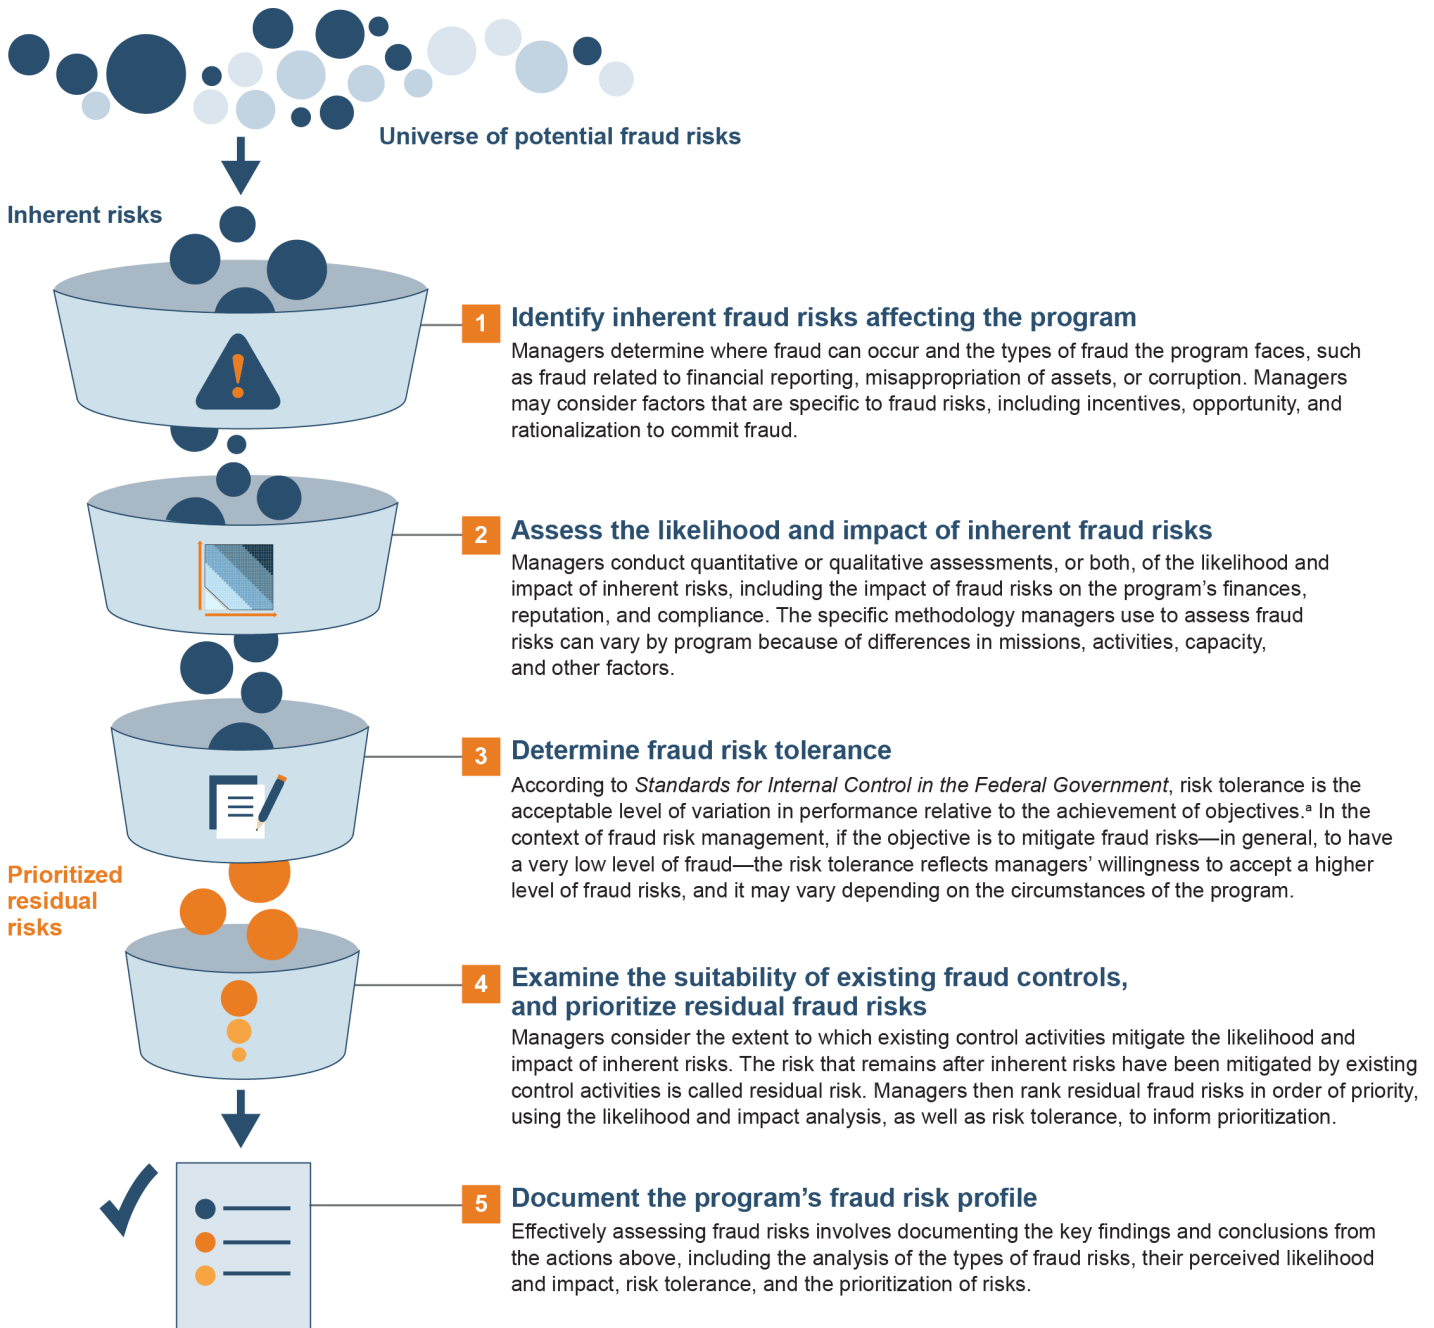 Universe of potential fraud risks
Inherent risks
1
Identify inherent fraud risks affecting the program
Managers determine where fraud can occur and the types of fraud the program faces, such
as fraud related to financial reporting, misappropriation of assets, or corruption. Managers
may consider factors that are specific to fraud risks, including incentives, opportunity, and
rationalization to commit fraud.
2
Assess the likelihood and impact of inherent fraud risks
Managers conduct quantitative or qualitative assessments, or both, of the likelihood and
impact of inherent risks, including the impact of fraud risks on the program’s finances,
reputation, and compliance. The specific methodology managers use to assess fraud
risks can vary by program because of differences in missions, activities, capacity,
and other factors.
3
Determine fraud risk tolerance
According to Standards for Internal Control in the Federal Government, risk tolerance is the
acceptable level of variation in performance relative to the achievement of objectives.ª In the
context of fraud risk management, if the objective is to mitigate fraud risks—in general, to have
a very low level of fraud—the risk tolerance reflects managers’ willingness to accept a higher
level of fraud risks, and it may vary depending on the circumstances of the program.
Prioritized
residual
risks
4
Examine the suitability of existing fraud controls,
and prioritize residual fraud risks
Managers consider the extent to which existing control activities mitigate the likelihood and
impact of inherent risks. The risk that remains after inherent risks have been mitigated by existing
control activities is called residual risk. Managers then rank residual fraud risks in order of priority,
using the likelihood and impact analysis, as well as risk tolerance, to inform prioritization.
5
Document the program’s fraud risk profile
Effectively assessing fraud risks involves documenting the key findings and conclusions from
the actions above, including the analysis of the types of fraud risks, their perceived likelihood
and impact, risk tolerance, and the prioritization of risks.